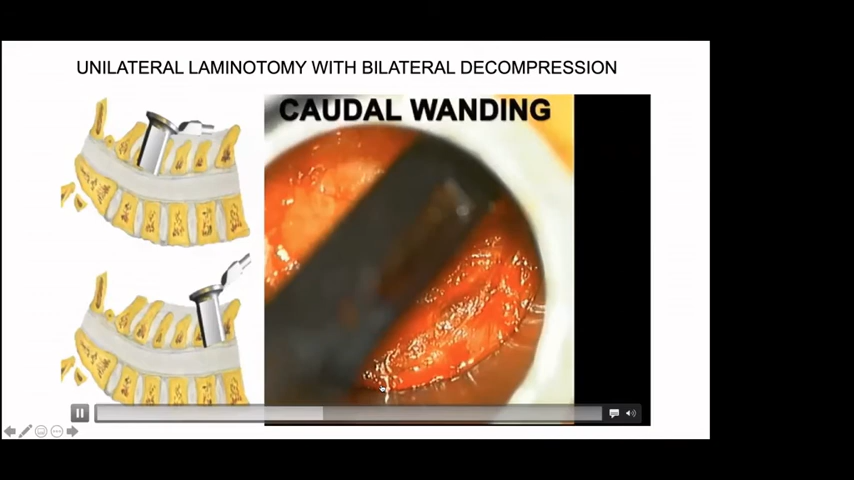 UNILATERAL LAMINOTOMY WITH BILATERAL DECOMPRESSION
CAUDAL WANDING